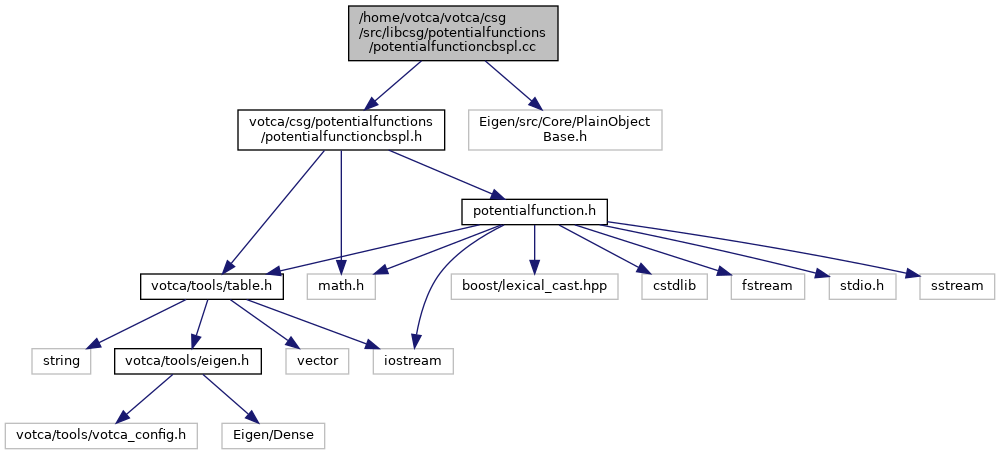 /home/votca/votca/csg
/src/libcsg/potentialfunctions
/potentialfunctioncbspl.cc
votca/csg/potentialfunctions
/potentialfunctioncbspl.h
Eigen/src/Core/PlainObject
Base.h
potentialfunction.h
votca/tools/table.h
math.h
boost/lexical_cast.hpp
cstdlib
fstream
stdio.h
sstream
string
votca/tools/eigen.h
vector
iostream
votca/tools/votca_config.h
Eigen/Dense